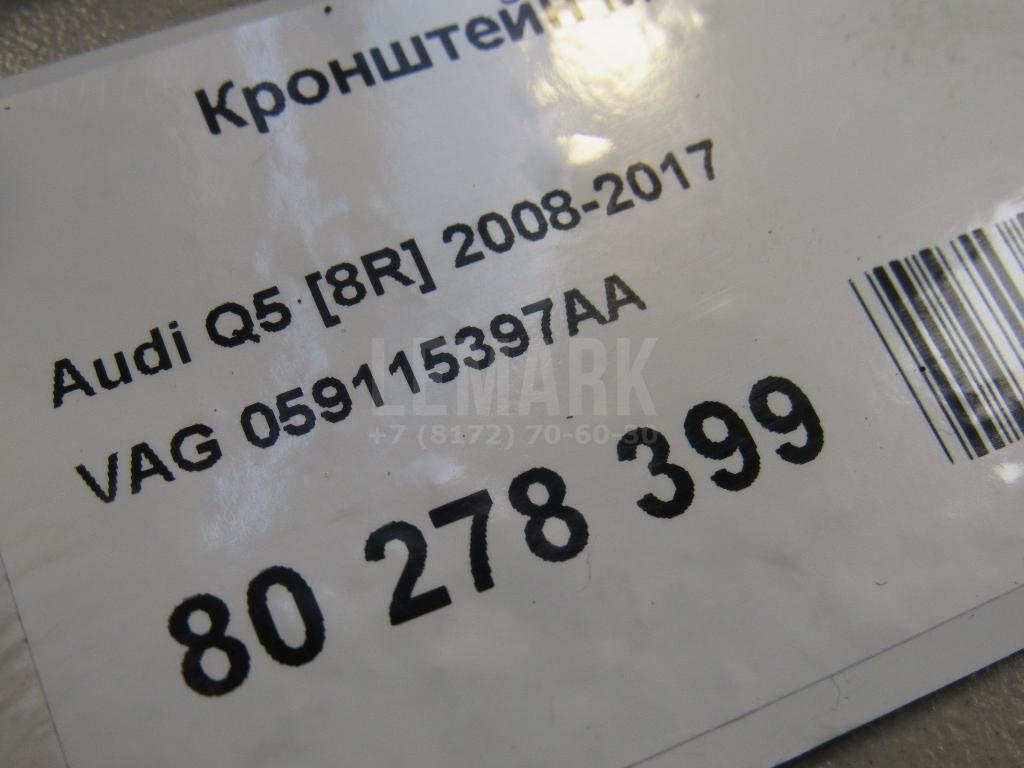 Кронштейн
Audi Q5 [8R] 2008-2017
VAG 059115397AA
LEMARK
+7 (8172) 70-60-30
80 278 399